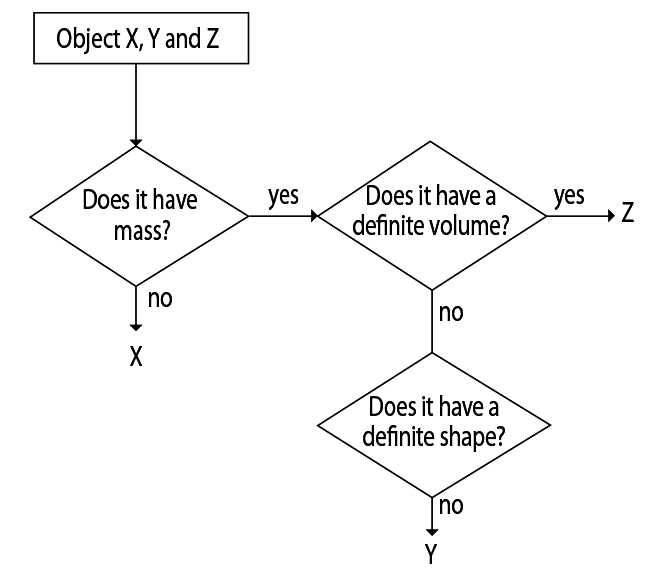 Object X, Y and Z
Does it have
mass?
yes
Does it have a
definite volume?
yes
Z
no
X
no
Does it have a
definite shape?
no
Y